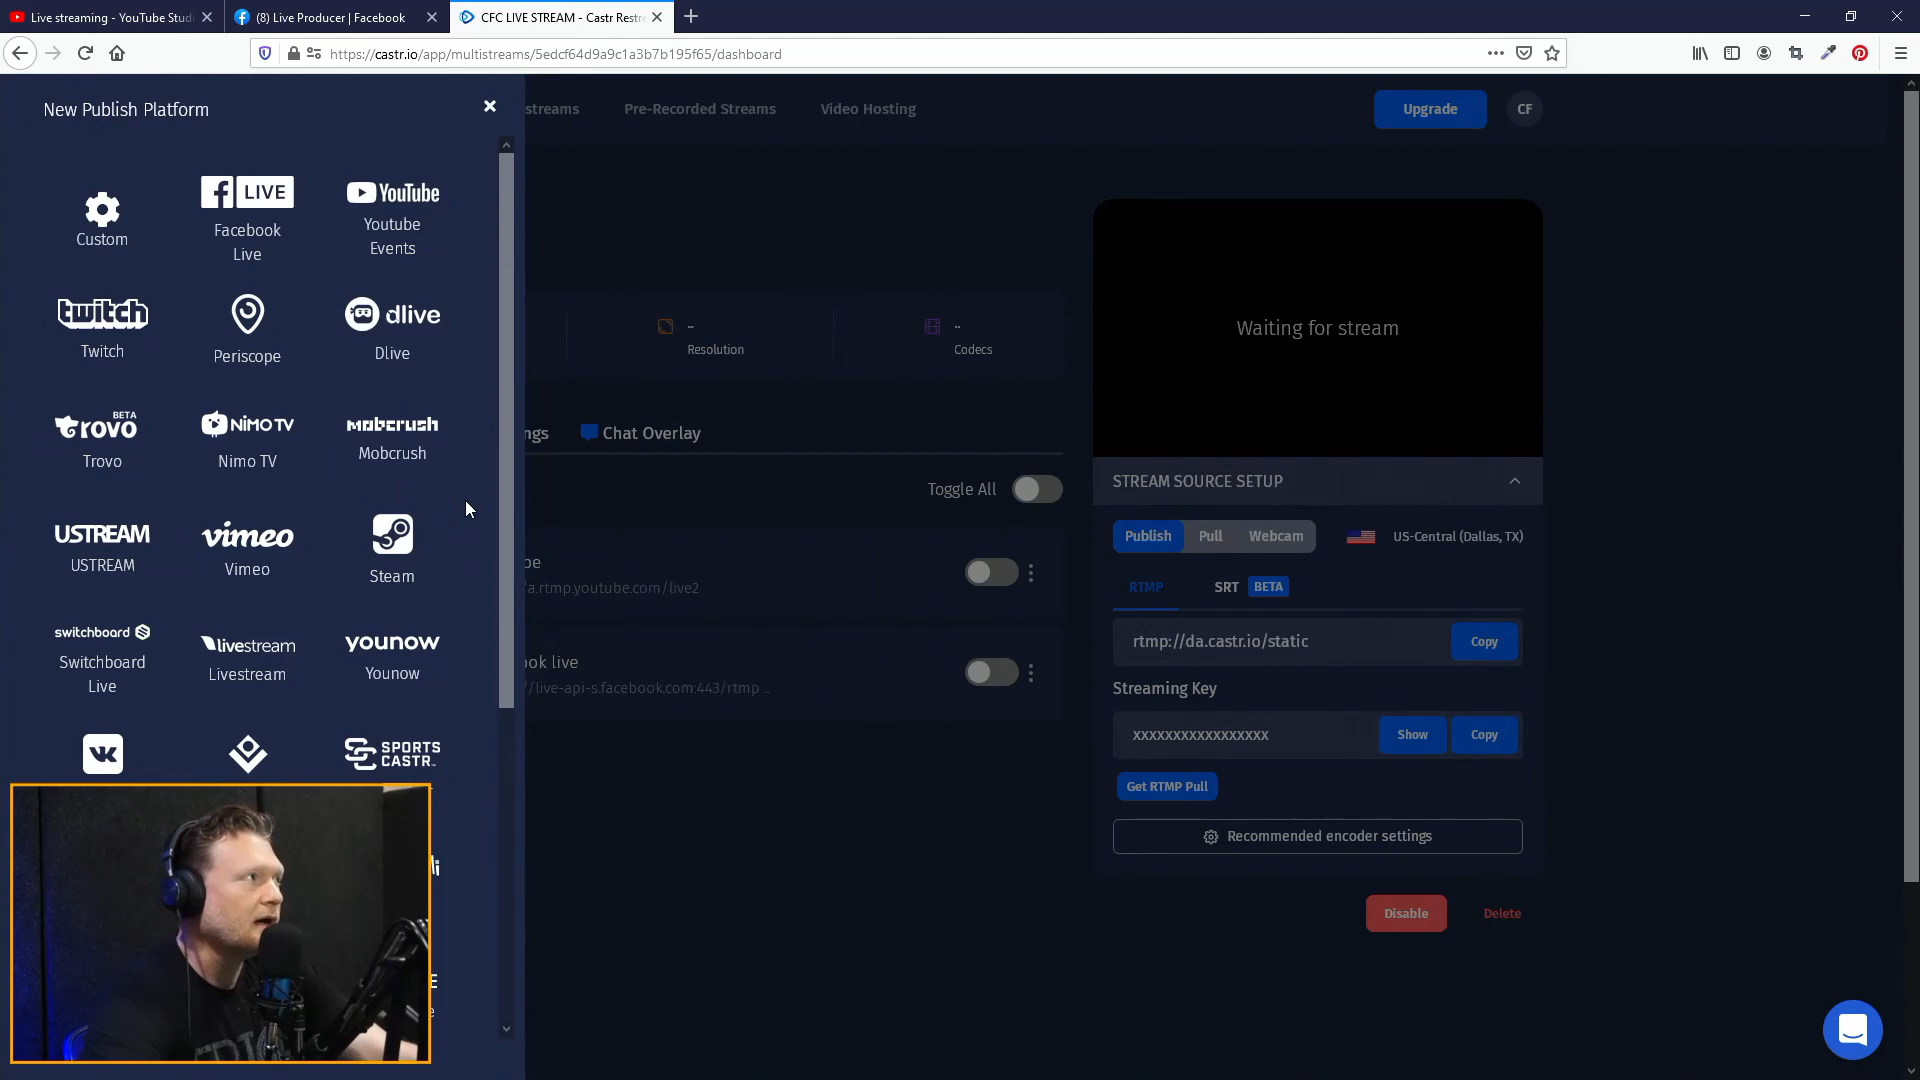 Live streaming - YouTube Studi
(8) Live Producer | Facebook
CFC LIVE STREAM - Castr Restre
https://castr.io/app/multistreams/5edcf64d9a9c1a3b7b195f65/dashboard
New Publish Platform
streams
Pre-Recorded Streams
Video Hosting
Upgrade
CF
Custom
LIVE
Facebook
Live
YouTube
Youtube
Events
twitch
Twitch
Periscope
dlive
Dlive
BETA
trovo
Trovo
NIMO TV
Nimo TV
mobcrush
Mobcrush
USTREAM
USTREAM
vimeo
Vimeo
Steam
switchboard
Switchboard
Live
livestream
Livestream
younow
Younow
VK
SPORTS
CASTR
--
Resolution
--
Codecs
ngs
Chat Overlay
Toggle All
be
a.rtmp.youtube.com/live2
ook live
//live-api-s.facebook.com:443/rtmp ..
Waiting for stream
STREAM SOURCE SETUP
Publish
Pull
Webcam
US-Central (Dallas, TX)
RTMP
SRT
BETA
rtmp://da.castr.io/static
Copy
Streaming Key
xxxxxxxxxxxxxxxxx
Show
Copy
Get RTMP Pull
Recommended encoder settings
Disable
Delete